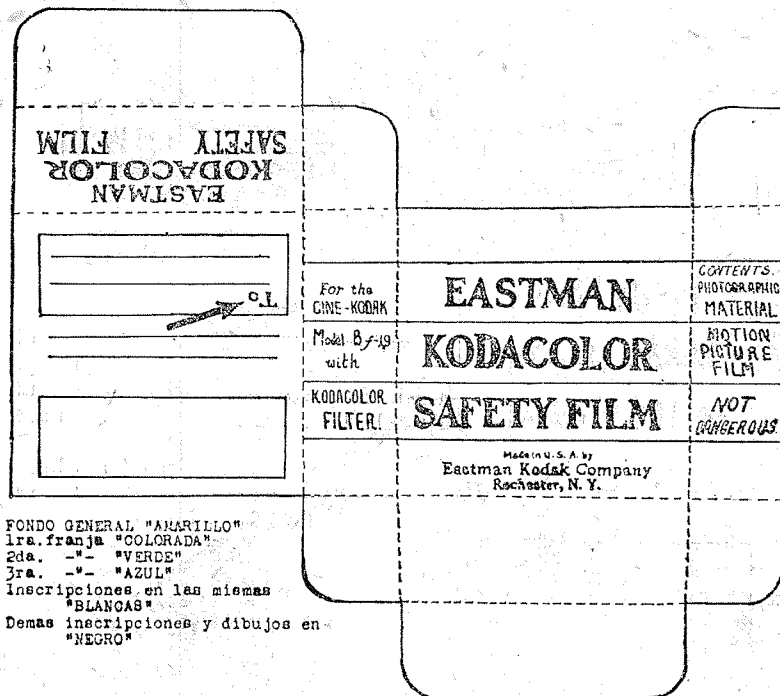 EASTMAN
KODACOLOR
SAFETY FILM
To
For the
CINE-KODAK
Model B f-19
with
KODACOLOR
FILTER
EASTMAN
KODACOLOR
SAFETY FILM
Made in U.S.A. by
Eastman Kodak Company
Rochester, N.Y.
CONTENTS.
PHOTOGRAPHIC
MATERIAL
MOTION
PICTURE
FILM
NOT
DANGEROUS.
FONDO GENERAL "AMARILLO"
1ra.franja "COLORADA"
2da. -"- "VERDE"
3ra. -"- "AZUL"
Inscripciones en las mismas
"BLANCAS"
Demas inscripciones y dibujos en
"NEGRO"